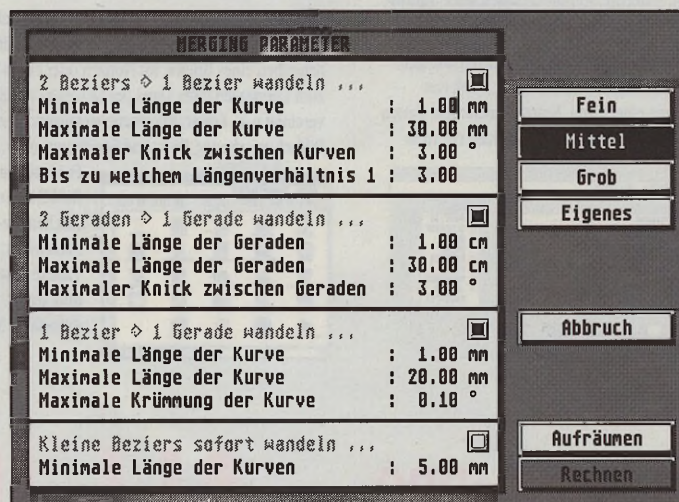 MERGING PARAMETER
2 Beziers ⇨ 1 Bezier wandeln ...
Minimale Länge der Kurve : 1.00 mm
Maximale Länge der Kurve : 30.00 mm
Maximaler Knick zwischen Kurven : 3.00 °
Bis zu welchem Längenverhältnis 1 : 3.00
2 Geraden ⇨ 1 Gerade wandeln ...
Minimale Länge der Geraden : 1.00 cm
Maximale Länge der Geraden : 30.00 cm
Maximaler Knick zwischen Geraden : 3.00 °
1 Bezier ⇨ 1 Gerade wandeln ...
Minimale Länge der Kurve : 1.00 mm
Maximale Länge der Kurve : 20.00 mm
Maximale Krümmung der Kurve : 0.10 °
Kleine Beziers sofort wandeln ...
Minimale Länge der Kurven : 5.00 mm
Fein
Mittel
Grob
Eigenes
Abbruch
Aufräumen
Rechnen